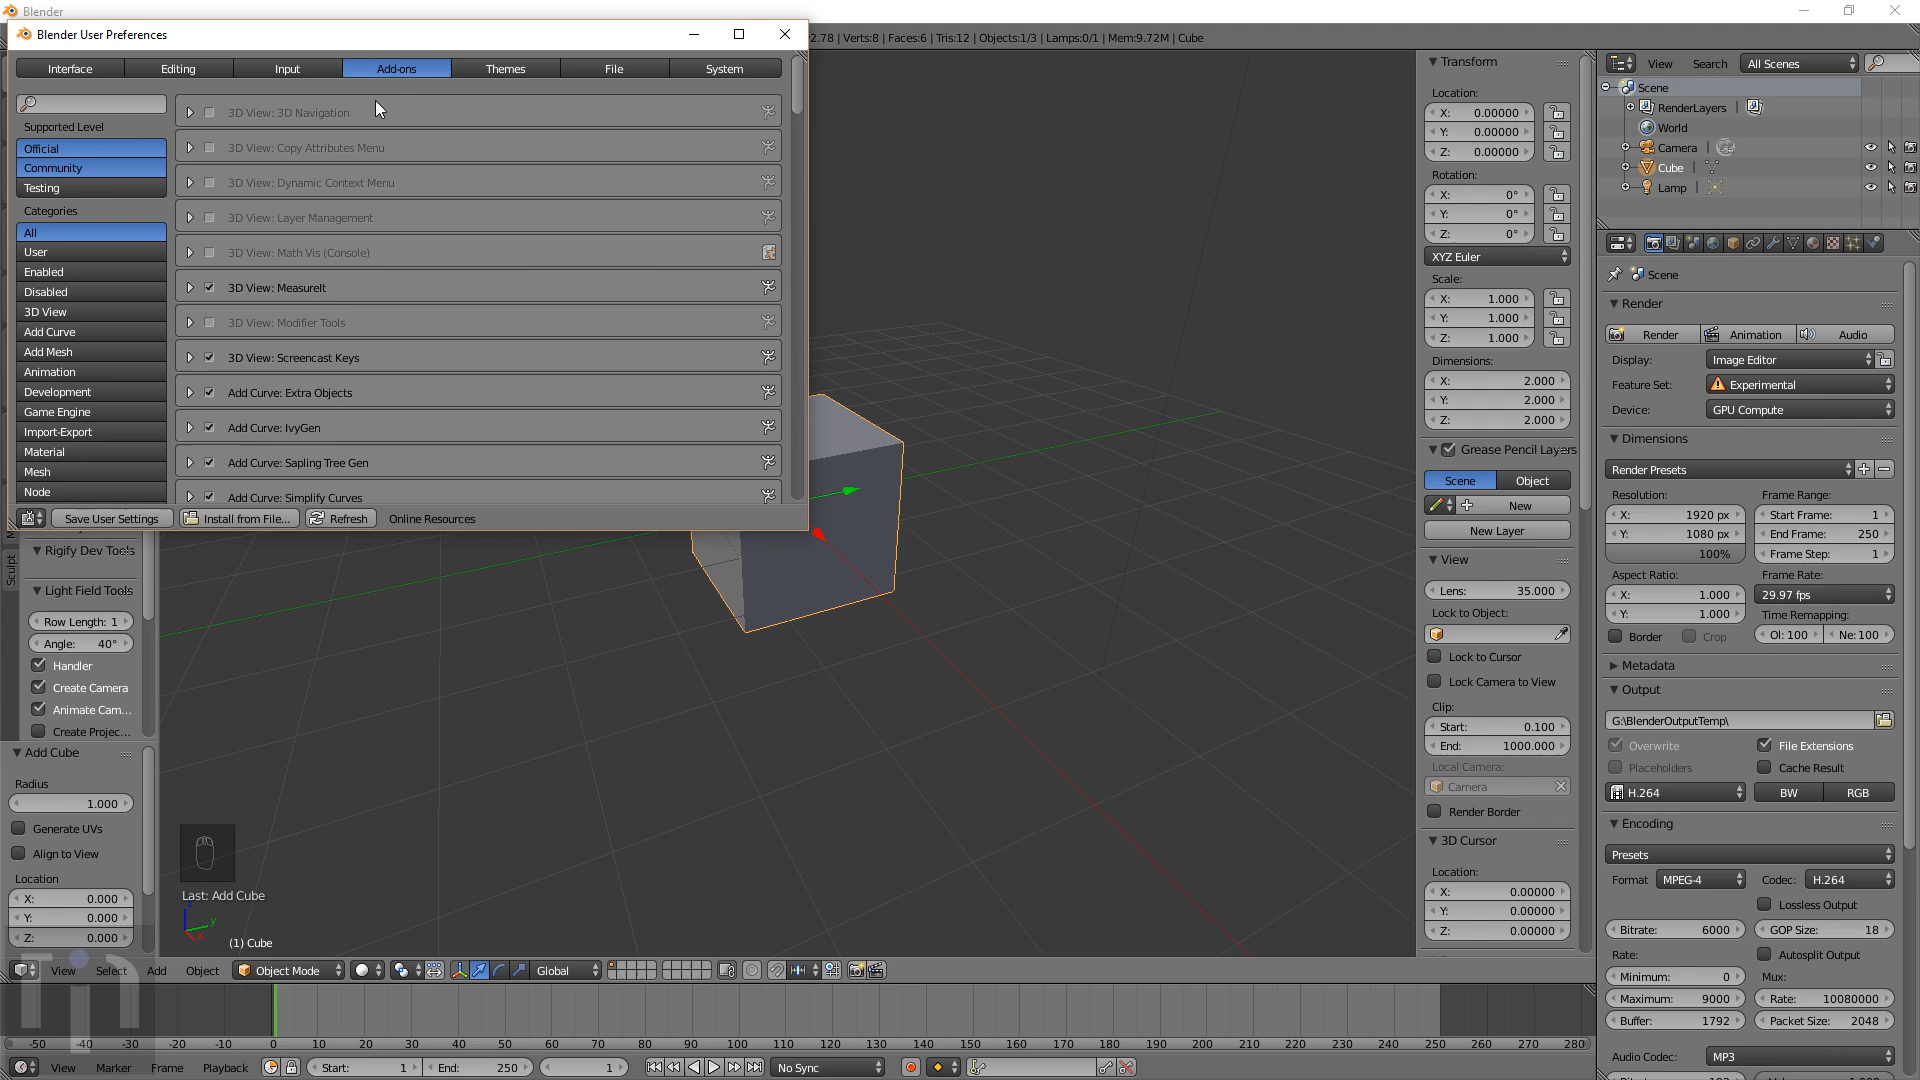 Blender
Blender User Preferences
2.78 | Verts:8 | Faces:6 | Tris:12 | Objects:1/3 | Lamps:0/1 | Mem:9.72M | Cube
Interface
Editing
Input
Add-ons
Themes
File
System
Supported Level
Official
Community
Testing
Categories
All
User
Enabled
Disabled
3D View
Add Curve
Add Mesh
Animation
Development
Game Engine
Import-Export
Material
Mesh
Node
3D View: 3D Navigation
3D View: Copy Attributes Menu
3D View: Dynamic Context Menu
3D View: Layer Management
3D View: Math Vis (Console)
3D View: MeasureIt
3D View: Modifier Tools
3D View: Screencast Keys
Add Curve: Extra Objects
Add Curve: IvyGen
Add Curve: Sapling Tree Gen
Add Curve: Simplify Curves
Save User Settings
Install from File...
Refresh
Online Resources
Sculpt
Rigify Dev Tools
Light Field Tools
Row Length: 1
Angle: 40°
Handler
Create Camera
Animate Cam...
Create Projec...
Add Cube
Radius
1.000
Generate UVs
Align to View
Location
X: 0.000
Y: 0.000
Z: 0.000
Last: Add Cube
y
(1) Cube
Transform
Location:
X: 0.00000
Y: 0.00000
Z: 0.00000
Rotation:
X: 0°
Y: 0°
Z: 0°
XYZ Euler
Scale:
X: 1.000
Y: 1.000
Z: 1.000
Dimensions:
X: 2.000
Y: 2.000
Z: 2.000
Grease Pencil Layers
Scene
Object
New
New Layer
View
Lens: 35.000
Lock to Object:
Lock to Cursor
Lock Camera to View
Clip:
Start: 0.100
End: 1000.000
Local Camera:
Camera
Render Border
3D Cursor
Location:
X: 0.00000
Y: 0.00000
Z: 0.00000
View
Search
All Scenes
Scene
RenderLayers
World
Camera
Cube
Lamp
Scene
Render
Render
Animation
Audio
Display: Image Editor
Feature Set: Experimental
Device: GPU Compute
Dimensions
Render Presets
Resolution:
X: 1920 px
Y: 1080 px
100%
Frame Range:
Start Frame: 1
End Frame: 250
Frame Step: 1
Aspect Ratio:
X: 1.000
Y: 1.000
Border
Crop
Frame Rate:
29.97 fps
Time Remapping:
Ol: 100
Ne: 100
Metadata
Output
G:\BlenderOutputTemp\
Overwrite
File Extensions
Placeholders
Cache Result
H.264
BW
RGB
Encoding
Presets
Format MPEG-4
Codec: H.264
Lossless Output
Bitrate: 6000
GOP Size: 18
Rate:
Autosplit Output
Minimum: 0
Mux:
Maximum: 9000
Rate: 10080000
Buffer: 1792
Packet Size: 2048
Audio Codec: MP3
View
Select
Add
Object
Object Mode
Global
-50 -40 -30 -20 -10 0 10 20 30 40 50 60 70 80 90 100 110 120 130 140 150 160 170 180 190 200 210 220 230 240 250 260 270 280
View
Marker
Frame
Playback
Start: 1
End: 250
1
No Sync